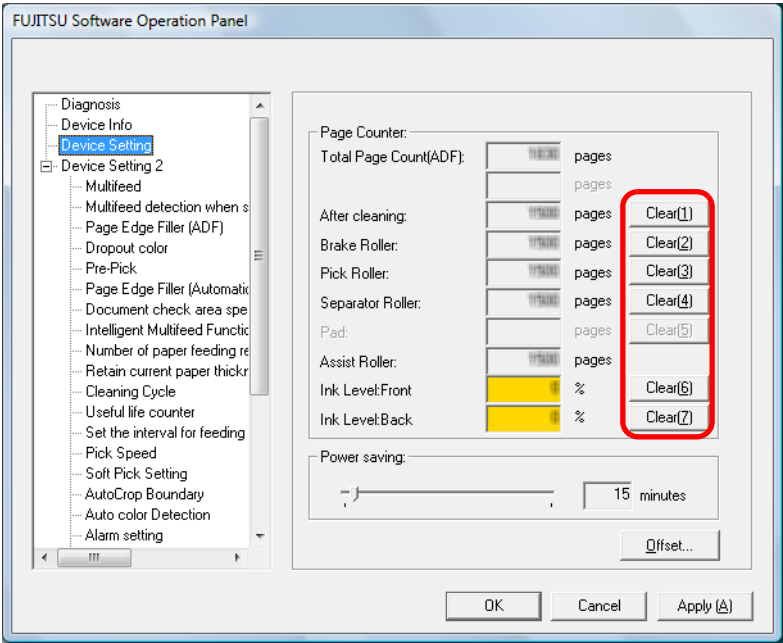 FUJITSU Software Operation Panel
Diagnosis
Device Info
Device Setting
Device Setting 2
Multifeed
Multifeed detection when s
Page Edge Filler (ADF)
Dropout color
Pre-Pick
Page Edge Filler (Automatic
Document check area spe
Intelligent Multifeed Functic
Number of paper feeding re
Retain current paper thickr
Cleaning Cycle
Useful life counter
Set the interval for feeding
Pick Speed
Soft Pick Setting
AutoCrop Boundary
Auto color Detection
Alarm setting
Page Counter:
Total Page Count(ADF): pages
pages
After cleaning: pages Clear(1)
Brake Roller: pages Clear(2)
Pick Roller: pages Clear(3)
Separator Roller: pages Clear(4)
Pad: pages Clear(5)
Assist Roller: pages
Ink Level:Front % Clear(6)
Ink Level:Back % Clear(7)
Power saving:
15 minutes
Offset...
OK Cancel Apply (A)